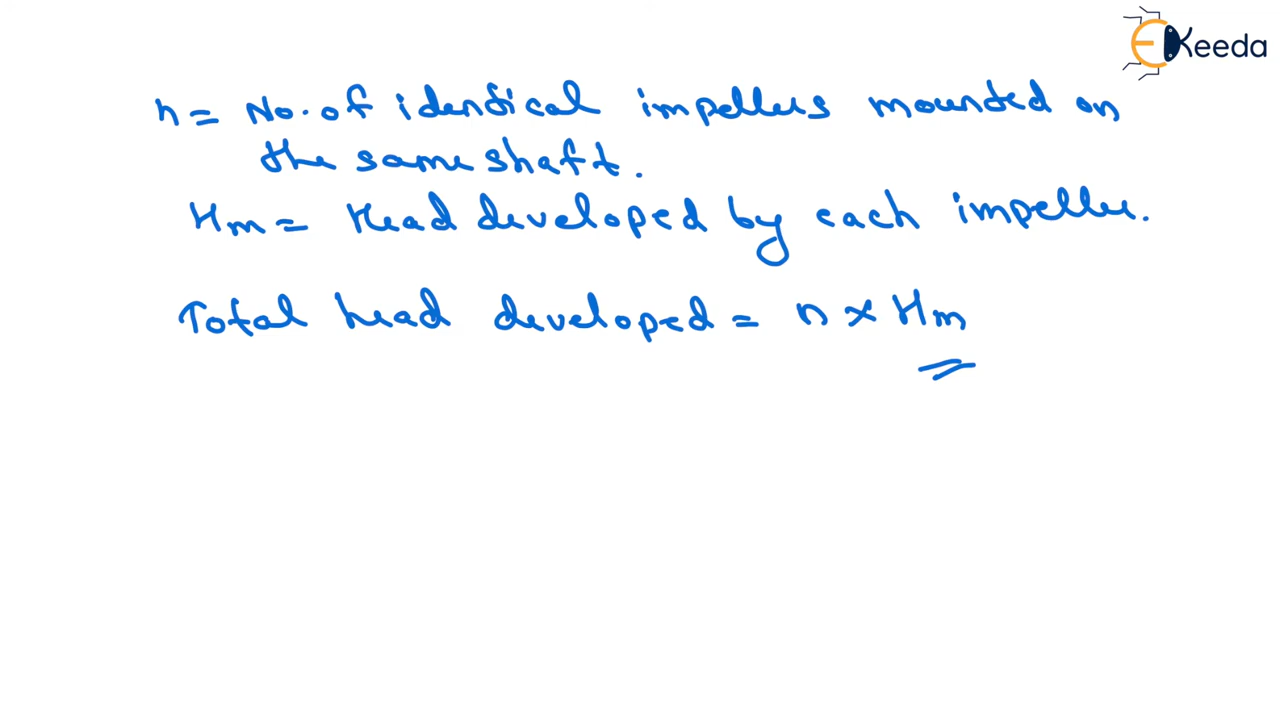 EKeeda
n = No. of identical impellers mounted on
the same shaft.
Hm = Head developed by each impeller.
Total head developed = n × Hm